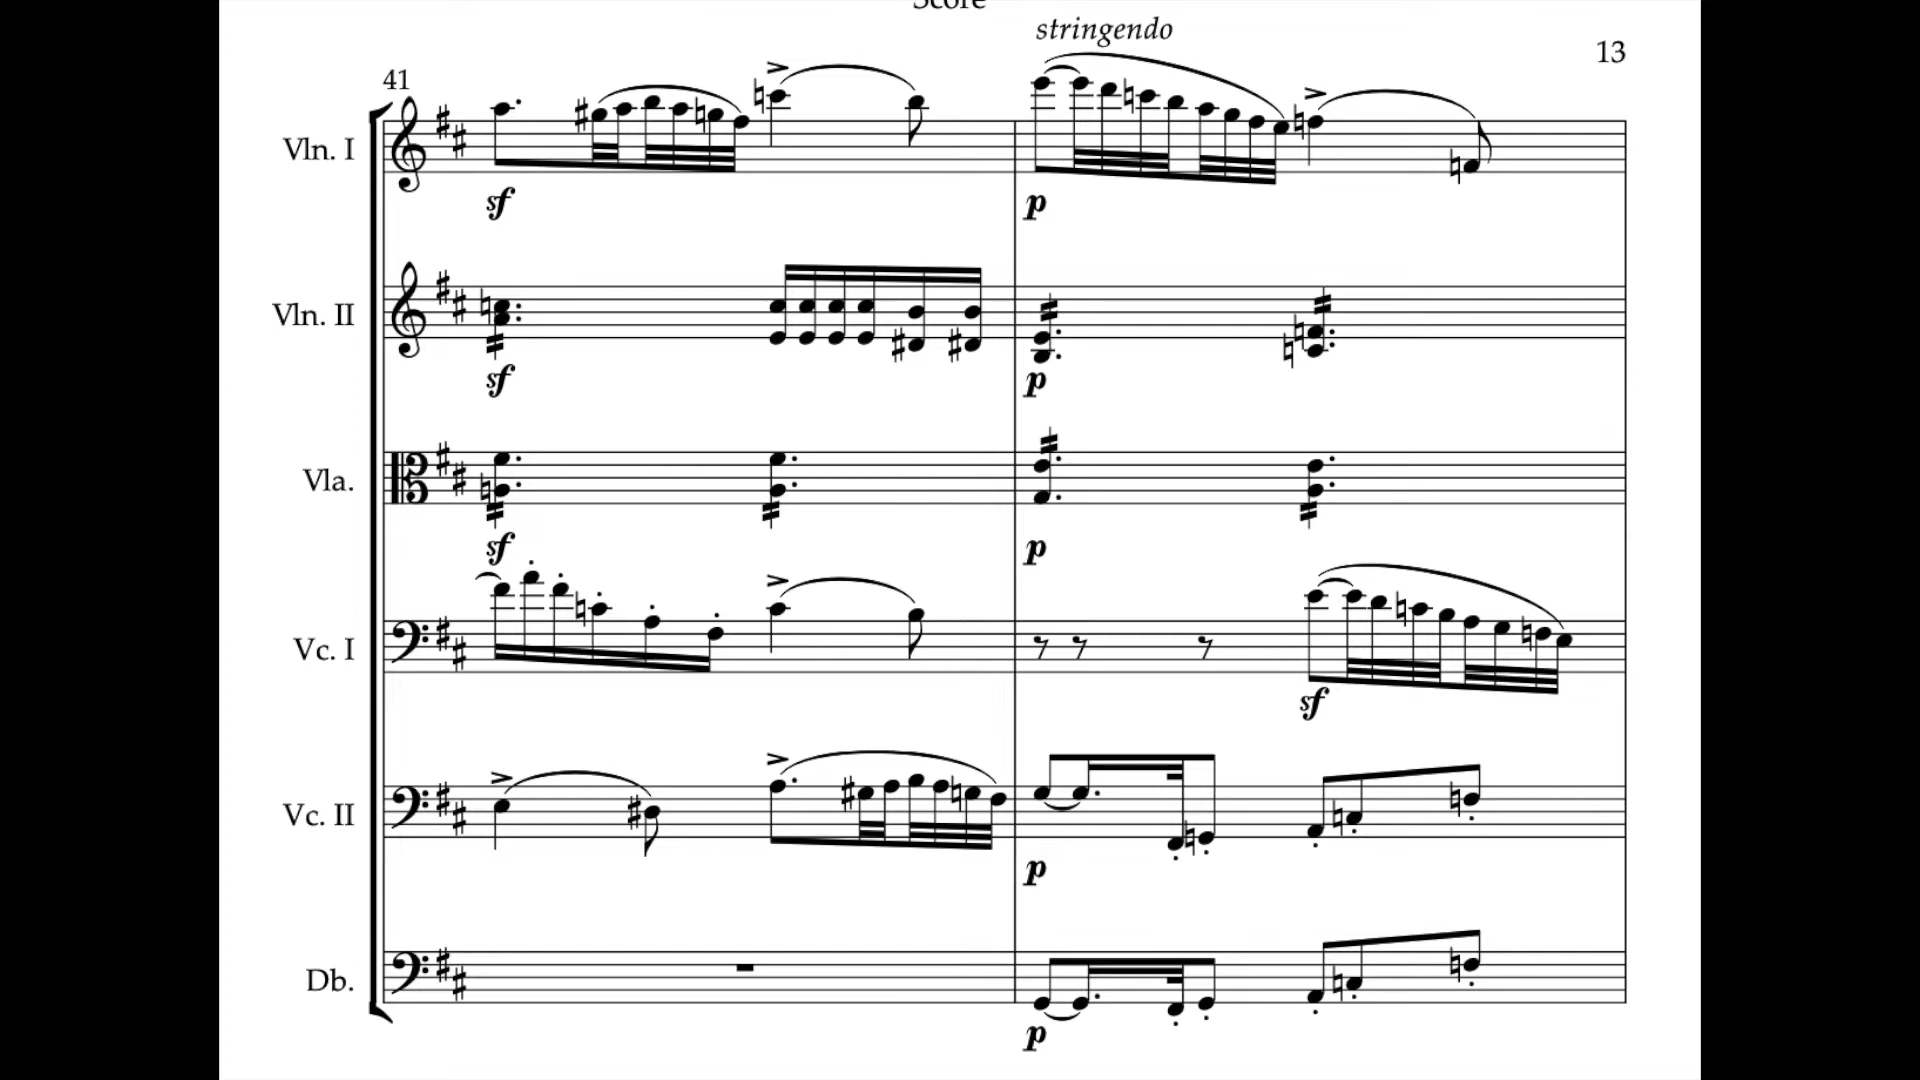 Score
stringendo
13
41
Vln. I
sf
p
Vln. II
sf
p
Vla.
sf
p
Vc. I
sf
Vc. II
p
Db.
p